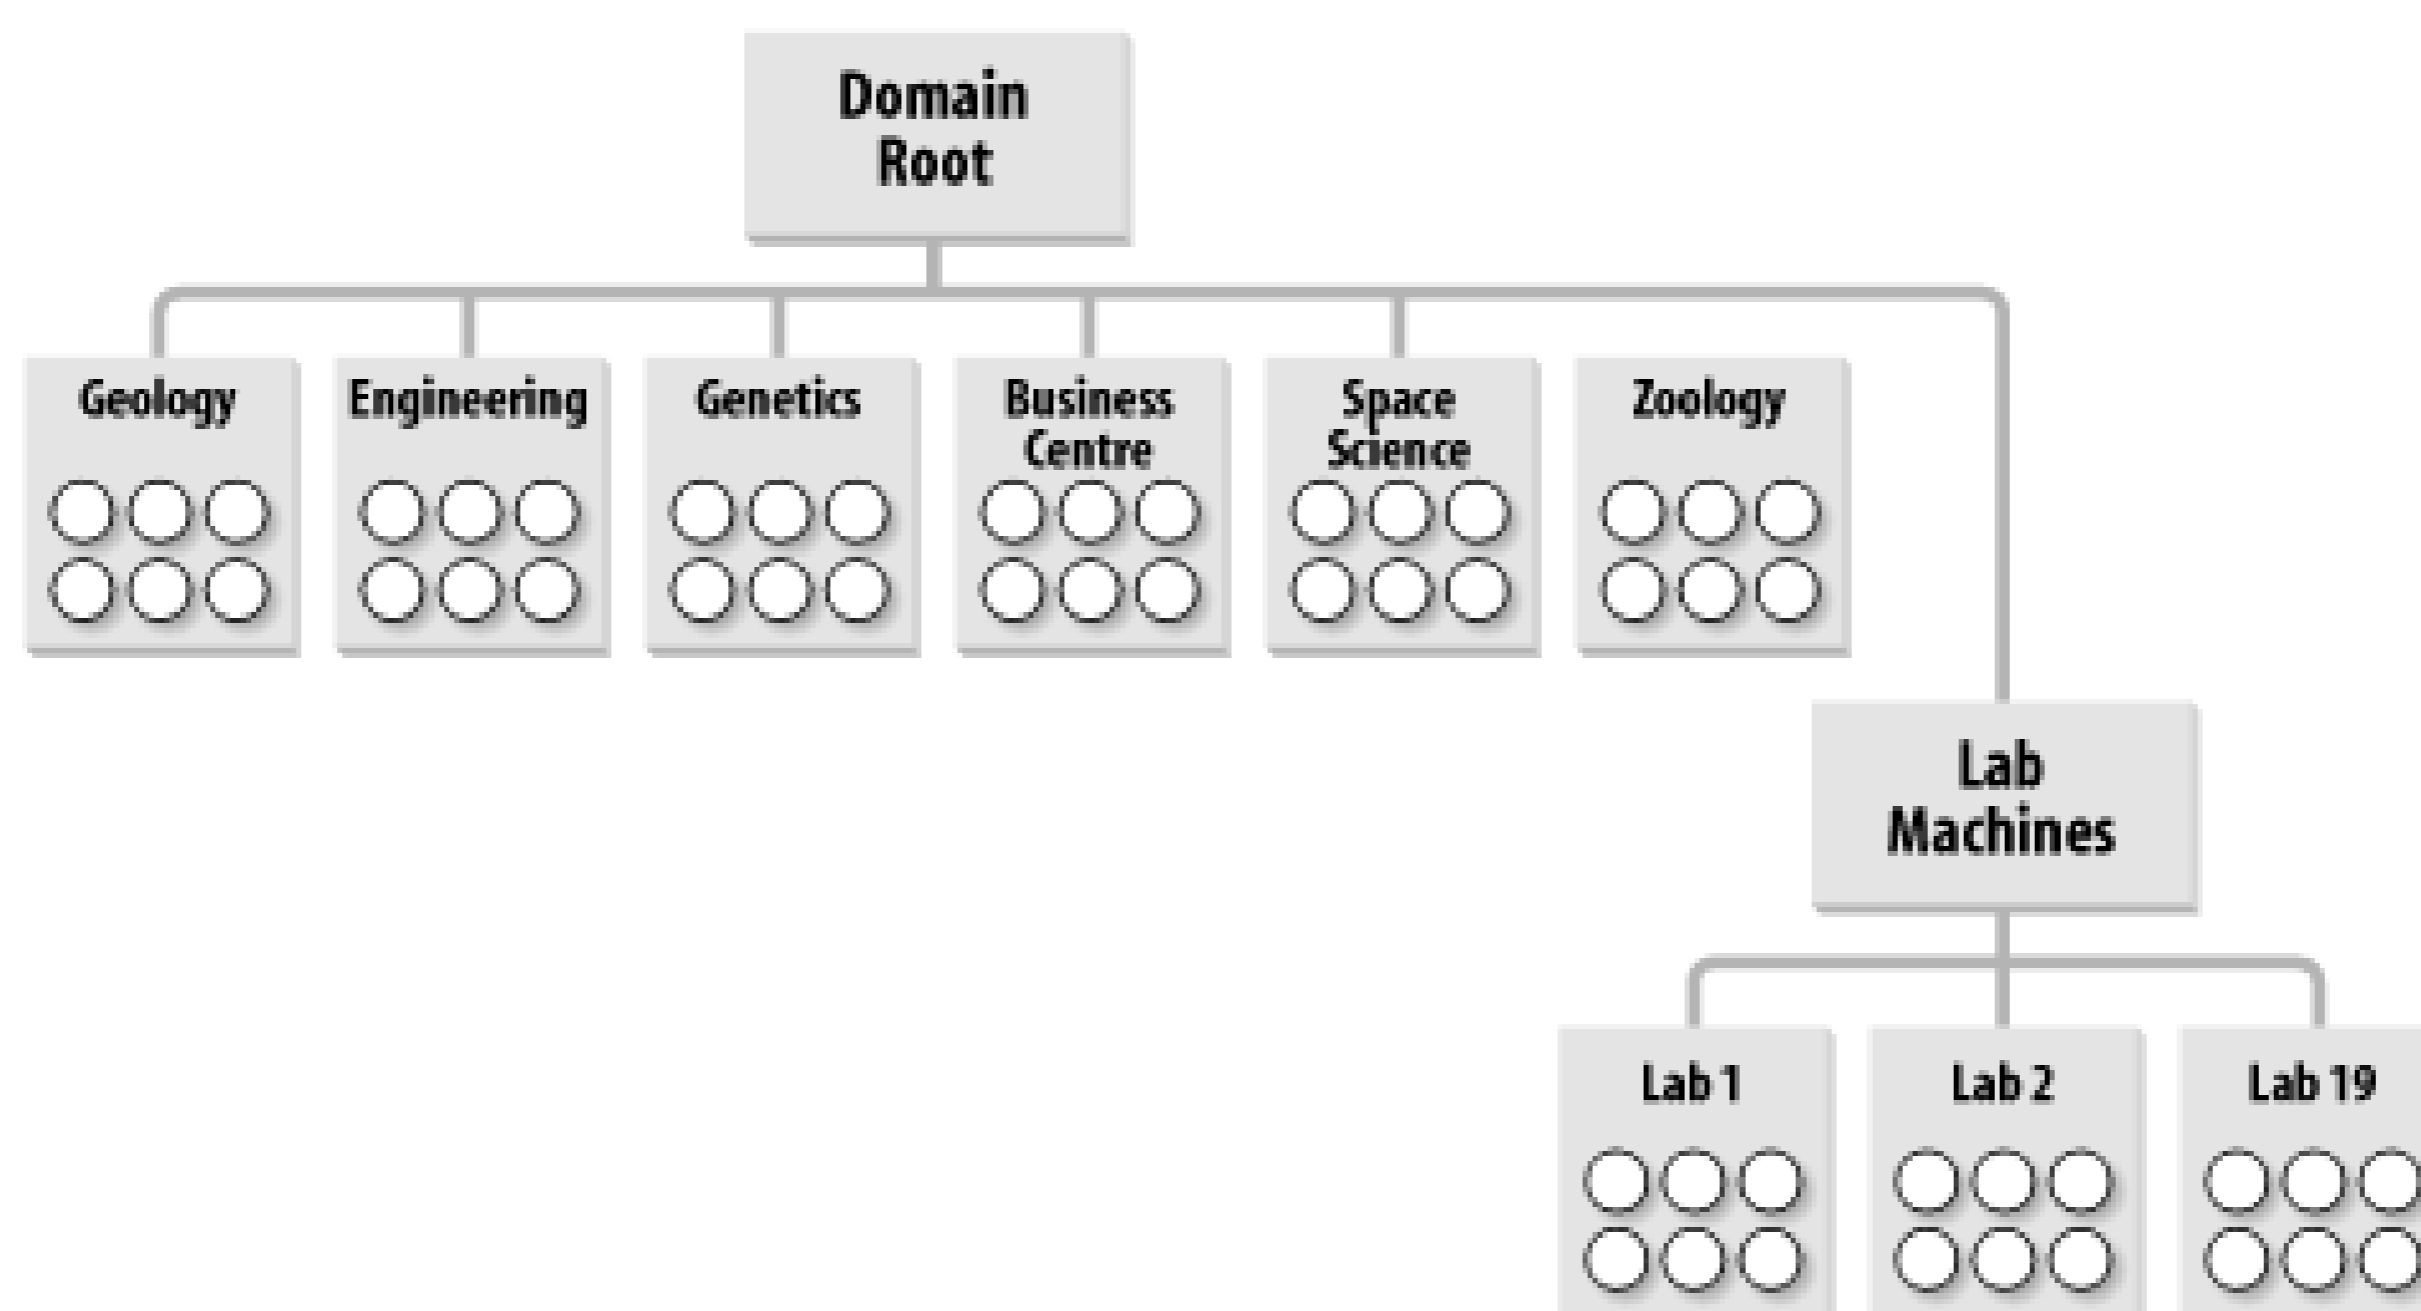 Domain
Root
Geology
Engineering
Genetics
Business
Centre
Space
Science
Zoology
Lab
Machines
Lab 1
Lab 2
Lab 19